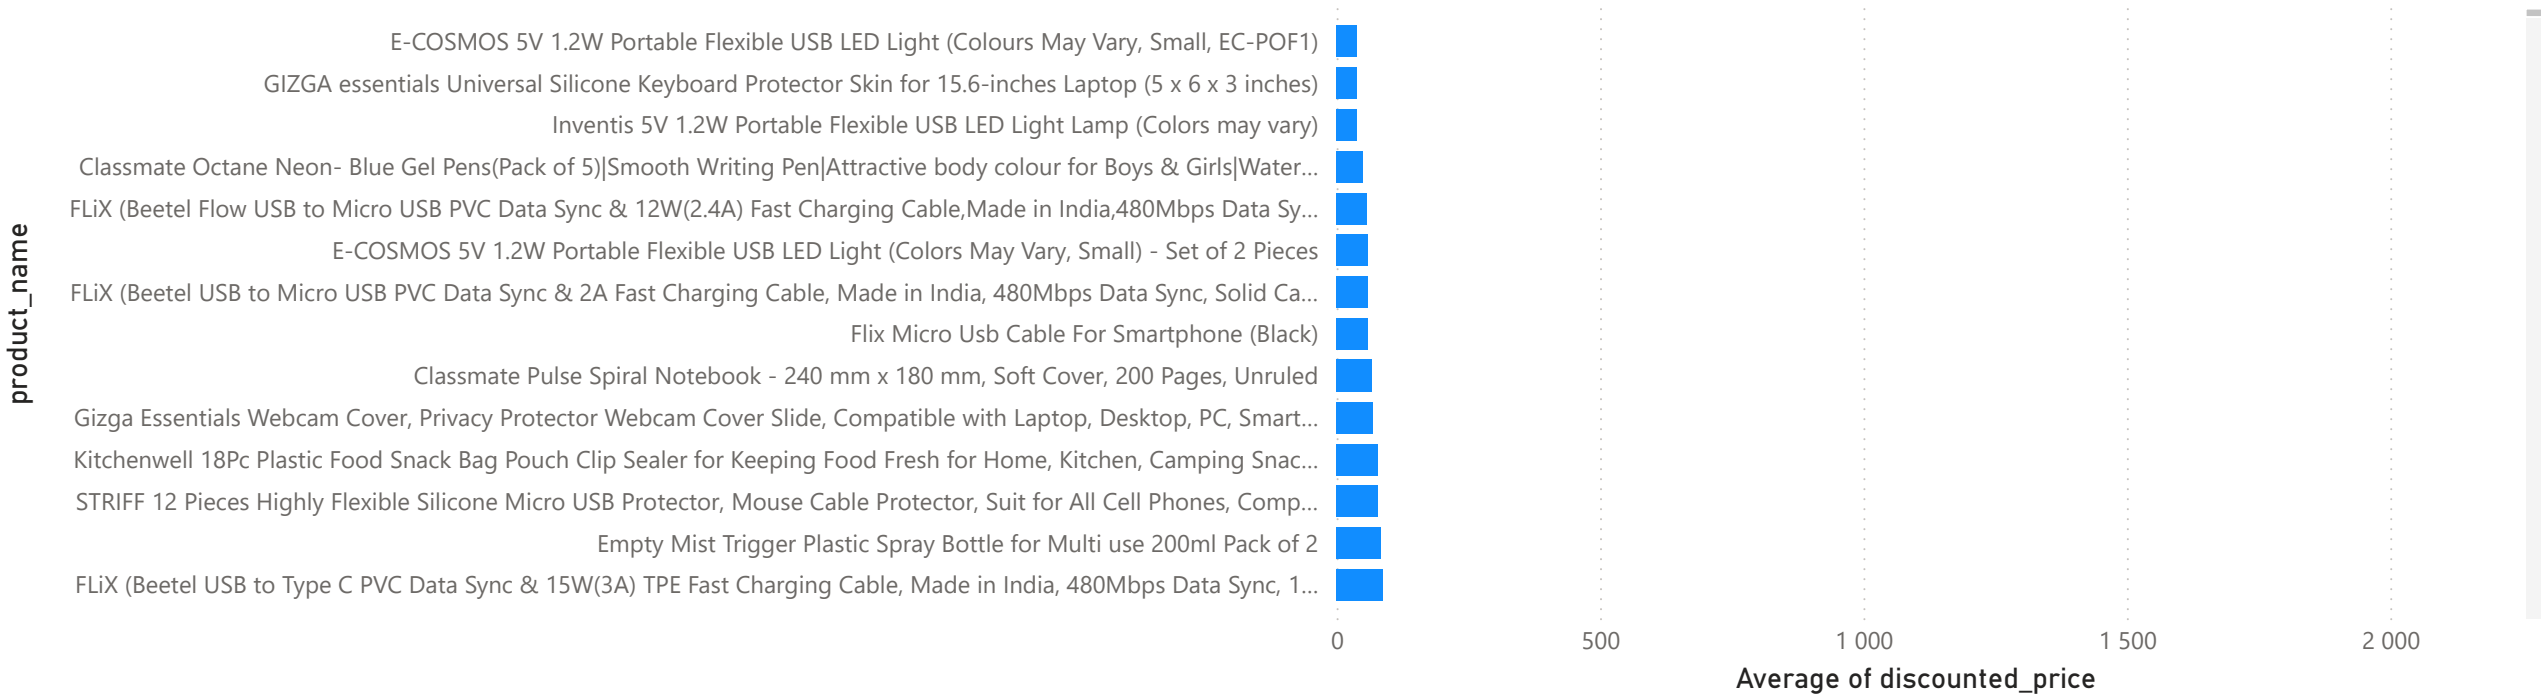 E-COSMOS 5V 1.2W Portable Flexible USB LED Light (Colours May Vary, Small, EC-POF1)
GIZGA essentials Universal Silicone Keyboard Protector Skin for 15.6-inches Laptop (5 x 6 x 3 inches)
Inventis 5V 1.2W Portable Flexible USB LED Light Lamp (Colors may vary)
Classmate Octane Neon- Blue Gel Pens(Pack of 5)|Smooth Writing Pen|Attractive body colour for Boys & Girls|Water...
FLiX (Beetel Flow USB to Micro USB PVC Data Sync & 12W(2.4A) Fast Charging Cable,Made in India,480Mbps Data Sy...
E-COSMOS 5V 1.2W Portable Flexible USB LED Light (Colors May Vary, Small) - Set of 2 Pieces
FLiX (Beetel USB to Micro USB PVC Data Sync & 2A Fast Charging Cable, Made in India, 480Mbps Data Sync, Solid Ca...
Flix Micro Usb Cable For Smartphone (Black)
Classmate Pulse Spiral Notebook - 240 mm x 180 mm, Soft Cover, 200 Pages, Unruled
Gizga Essentials Webcam Cover, Privacy Protector Webcam Cover Slide, Compatible with Laptop, Desktop, PC, Smart...
Kitchenwell 18Pc Plastic Food Snack Bag Pouch Clip Sealer for Keeping Food Fresh for Home, Kitchen, Camping Snac...
STRIFF 12 Pieces Highly Flexible Silicone Micro USB Protector, Mouse Cable Protector, Suit for All Cell Phones, Comp...
Empty Mist Trigger Plastic Spray Bottle for Multi use 200ml Pack of 2
FLiX (Beetel USB to Type C PVC Data Sync & 15W(3A) TPE Fast Charging Cable, Made in India, 480Mbps Data Sync, 1...
product_name
0 500 1 000 1 500 2 000
Average of discounted_price